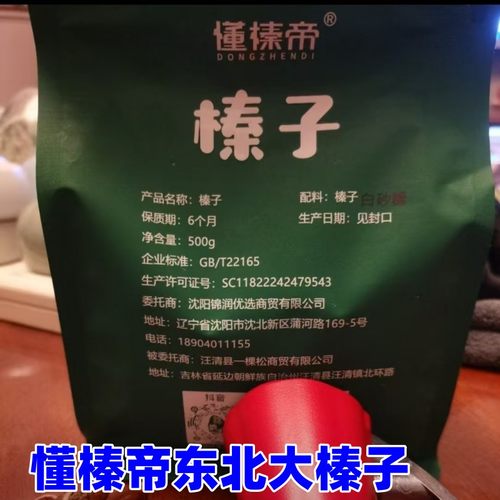 懂榛帝®
DONGZHENDI
榛子
产品名称：榛子
配料：榛子 白砂糖
保质期：6个月
生产日期：见封口
净含量：500g
企业标准：GB/T22165
生产许可证号：SC11822242479543
委托商：沈阳锦润优选商贸有限公司
地址：辽宁省沈阳市沈北新区蒲河路169-5号
电话：18904011155
被委托商：汪清县一棵松商贸有限公司
地址：吉林省延边朝鲜族自治州汪清县汪清镇北环路
抖音
懂榛帝东北大榛子